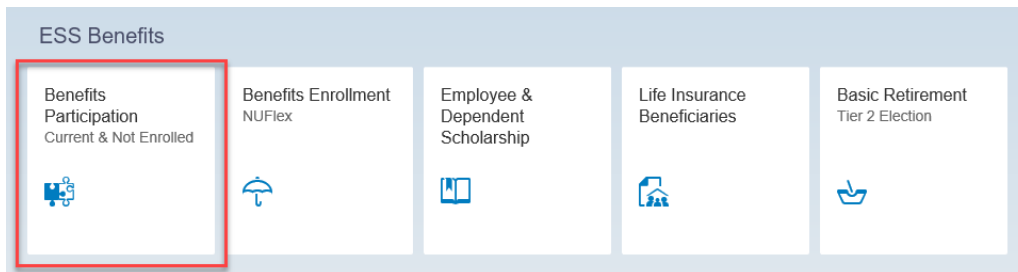 ESS Benefits
Benefits
Participation
Current & Not Enrolled
Benefits Enrollment
NUFlex
Employee &
Dependent
Scholarship
Life Insurance
Beneficiaries
Basic Retirement
Tier 2 Election